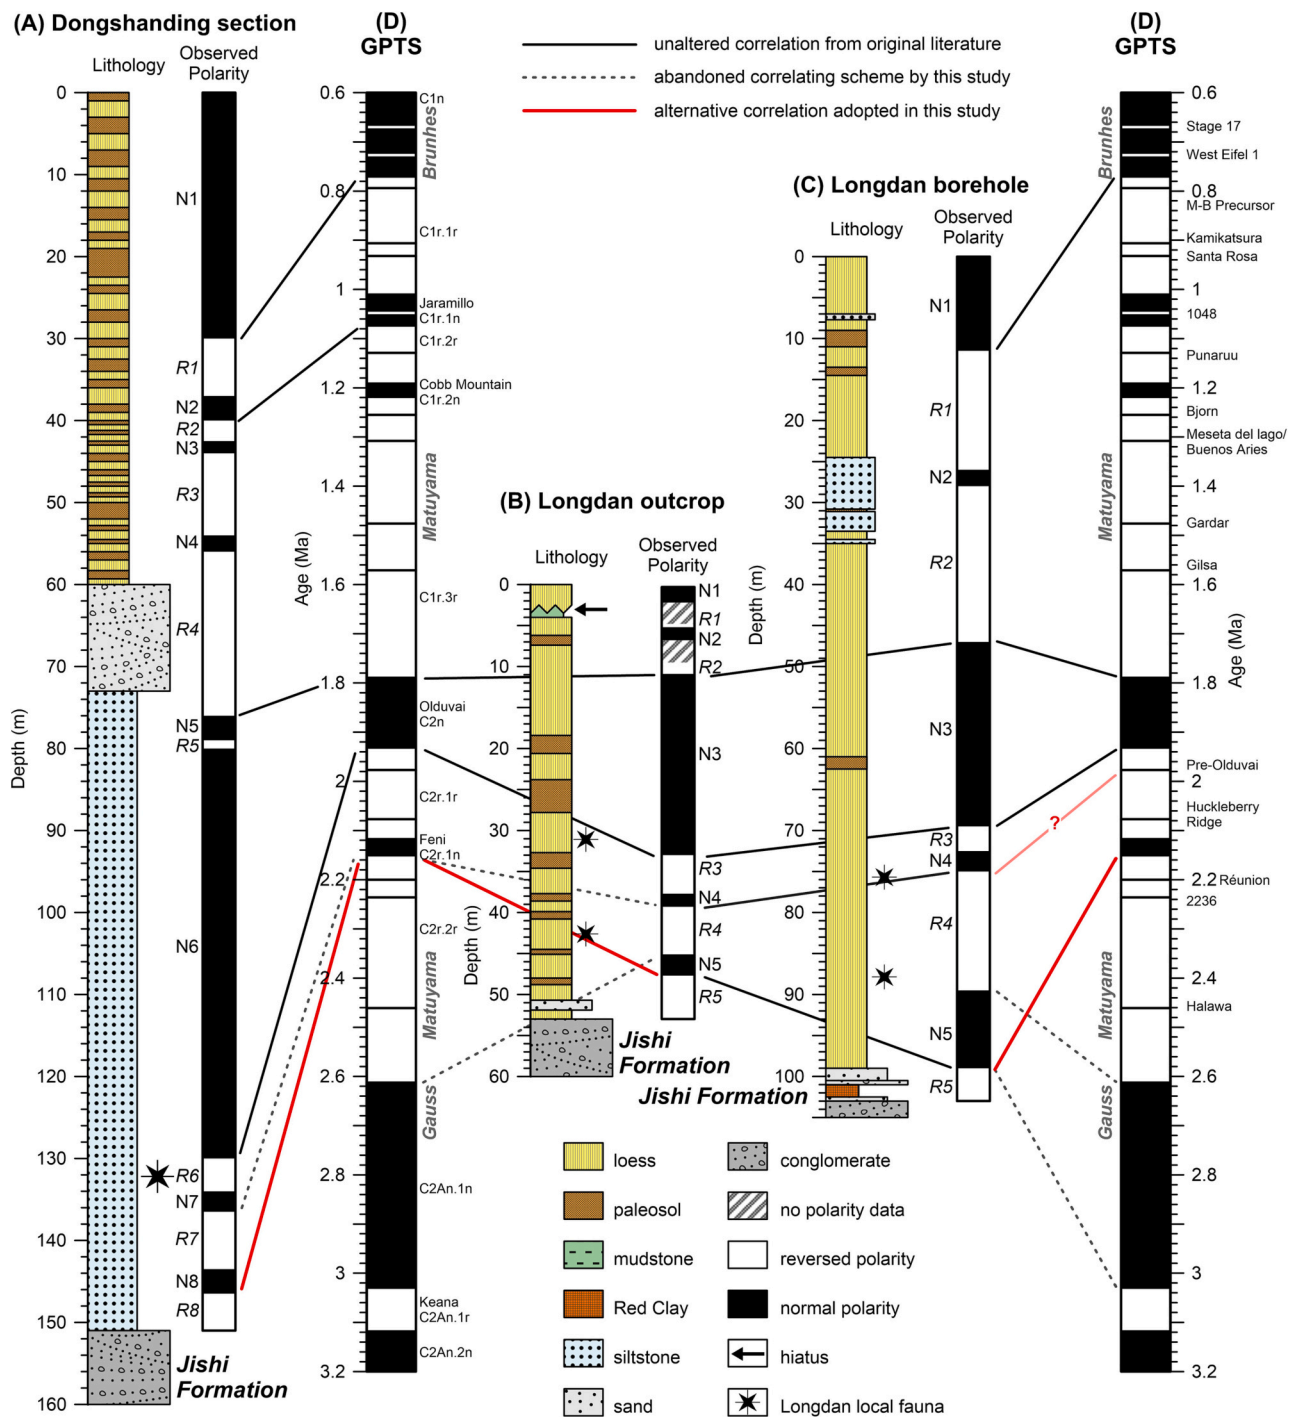 (A) Dongshanding section
Lithology
Observed
Polarity
0
10
20
30
40
50
60
70
80
90
100
110
120
130
140
150
160
Depth (m)
N1
R1
N2
R2
N3
R3
N4
R4
N5
R5
N6
R6
N7
R7
N8
R8
Jishi
Formation
(D)
GPTS
0.6
0.8
1
1.2
1.4
1.6
1.8
2
2.2
2.4
2.6
2.8
3
3.2
Age (Ma)
C1n
C1r.1r
Jaramillo
C1r.1n
C1r.2r
Cobb Mountain
C1r.2n
C1r.3r
Olduvai
C2n
C2r.1r
Feni
C2r.1n
C2r.2r
C2An.1n
Keana
C2An.1r
C2An.2n
Brunhes
Matuyama
Matuyama
Gauss
unaltered correlation from original literature
abandoned correlating scheme by this study
alternative correlation adopted in this study
(B) Longdan outcrop
Lithology
Observed
Polarity
0
10
20
30
40
50
60
Depth (m)
N1
R1
N2
R2
N3
R3
N4
R4
N5
R5
Jishi
Formation
(C) Longdan borehole
Lithology
Observed
Polarity
0
10
20
30
40
50
60
70
80
90
100
Depth (m)
N1
R1
N2
R2
N3
R3
N4
R4
N5
R5
Jishi Formation
?
(D)
GPTS
Brunhes
Matuyama
Matuyama
Gauss
0.6
0.8
1
1.2
1.4
1.6
1.8
2
2.2
2.4
2.6
2.8
3
3.2
Age (Ma)
Stage 17
West Eifel 1
M-B Precursor
Kamikatsura
Santa Rosa
1048
Punaruu
Bjorn
Meseta del lago/
Buenos Aries
Gardar
Gilsa
Pre-Olduvai
Huckleberry
Ridge
Réunion
2236
Halawa
loess
paleosol
mudstone
Red Clay
siltstone
sand
conglomerate
no polarity data
reversed polarity
normal polarity
hiatus
Longdan local fauna